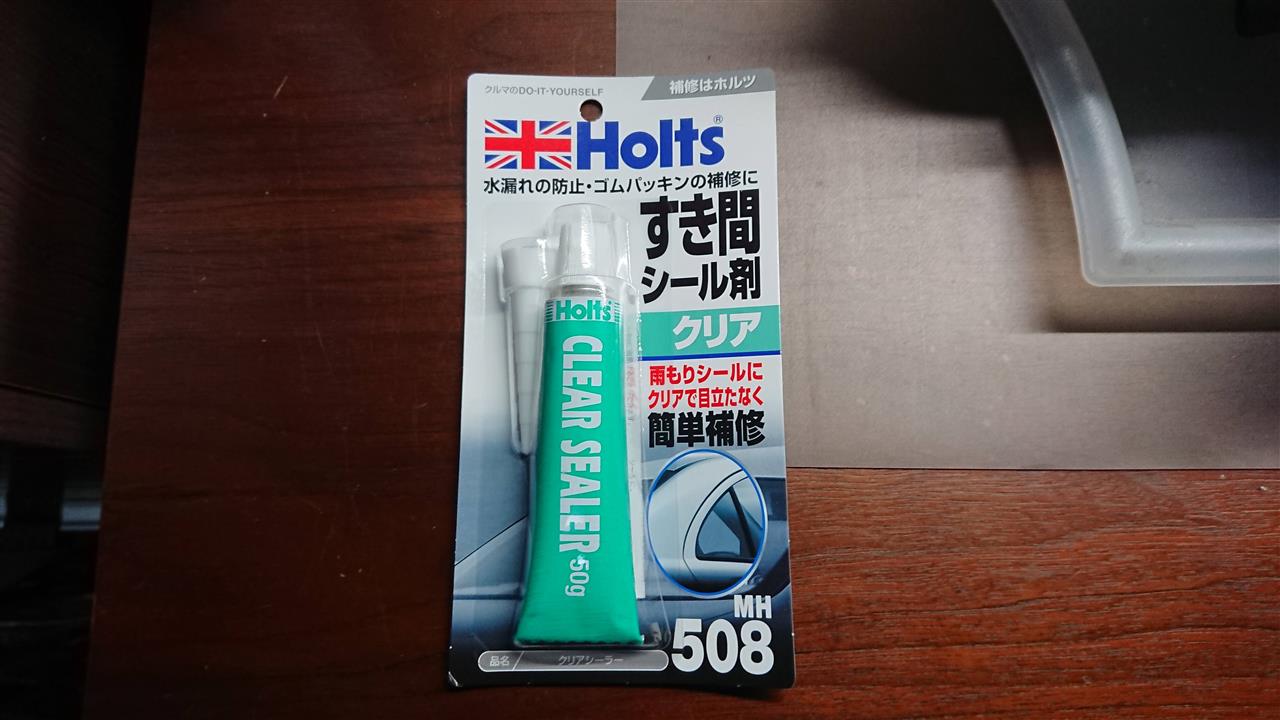 クルマのDO-IT-YOURSELF
補修はホルツ
Holts®
水漏れの防止・ゴムパッキンの補修に
すき間
シール剤
クリア
雨もりシールに
クリアで目立たなく
簡単補修
Holts
CLEAR SEALER 50g
MH
508
品名
クリアシーラー